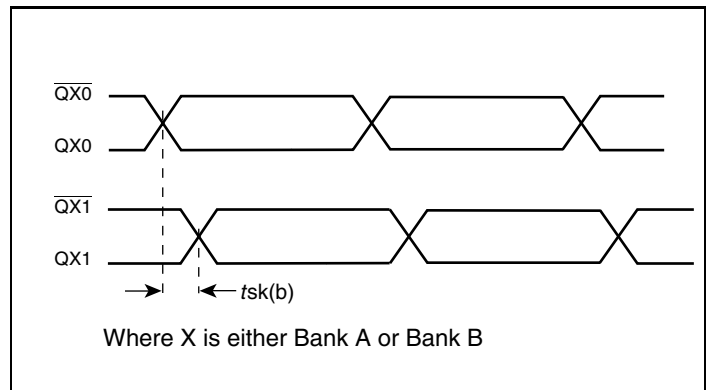 QX0
QX0
QX1
QX1
tsk(b)
Where X is either Bank A or Bank B